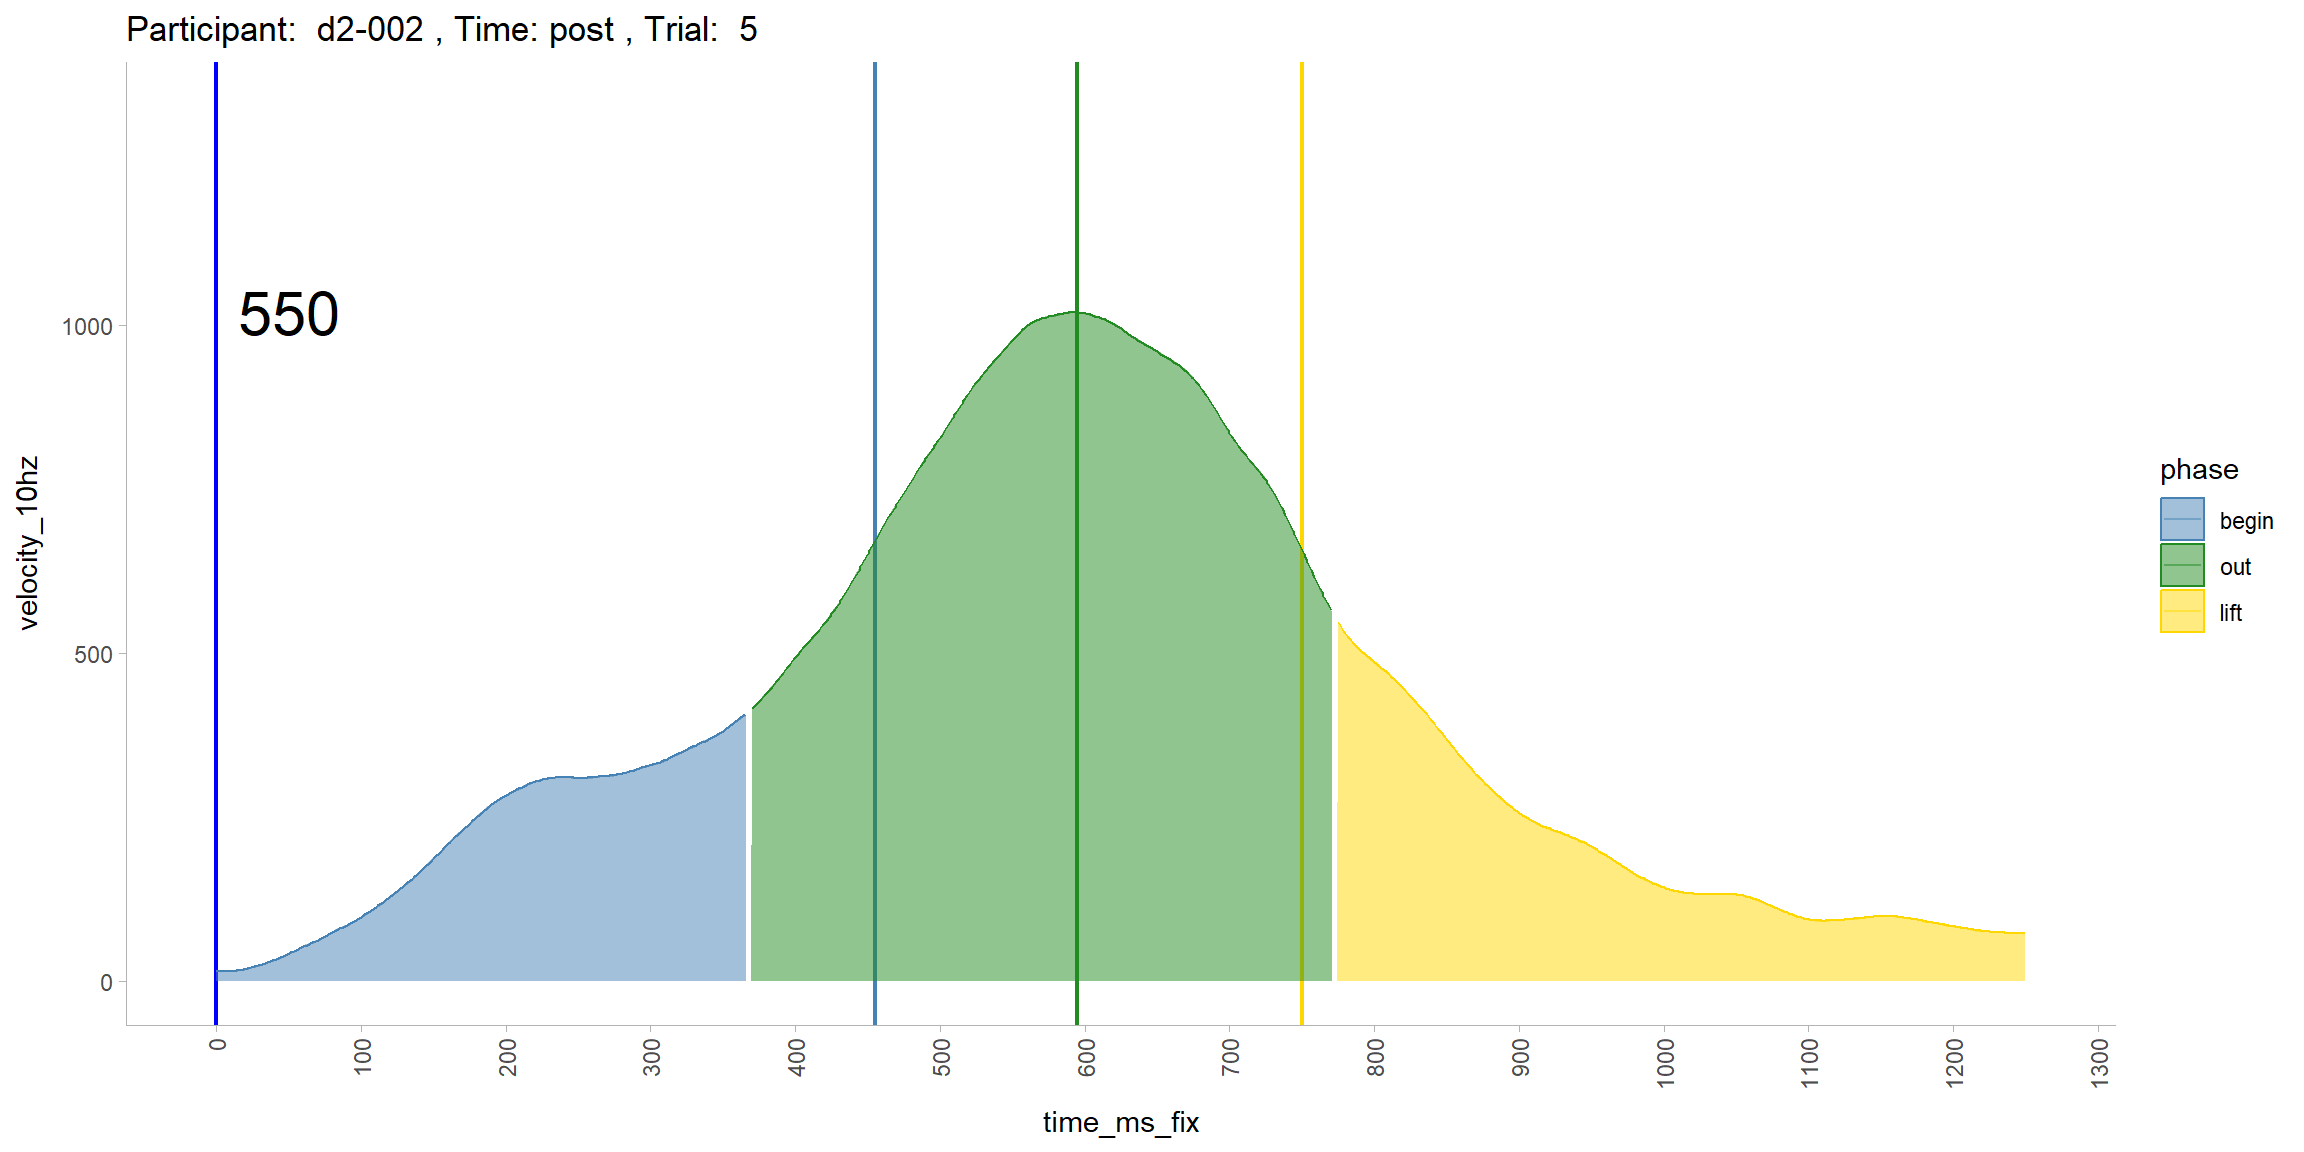 Participant:  d2-002 , Time: post , Trial:  5
550
1000
500
0
velocity_10hz
0 100 200 300 400 500 600 700 800 900 1000 1100 1200 1300
time_ms_fix
phase
begin
out
lift